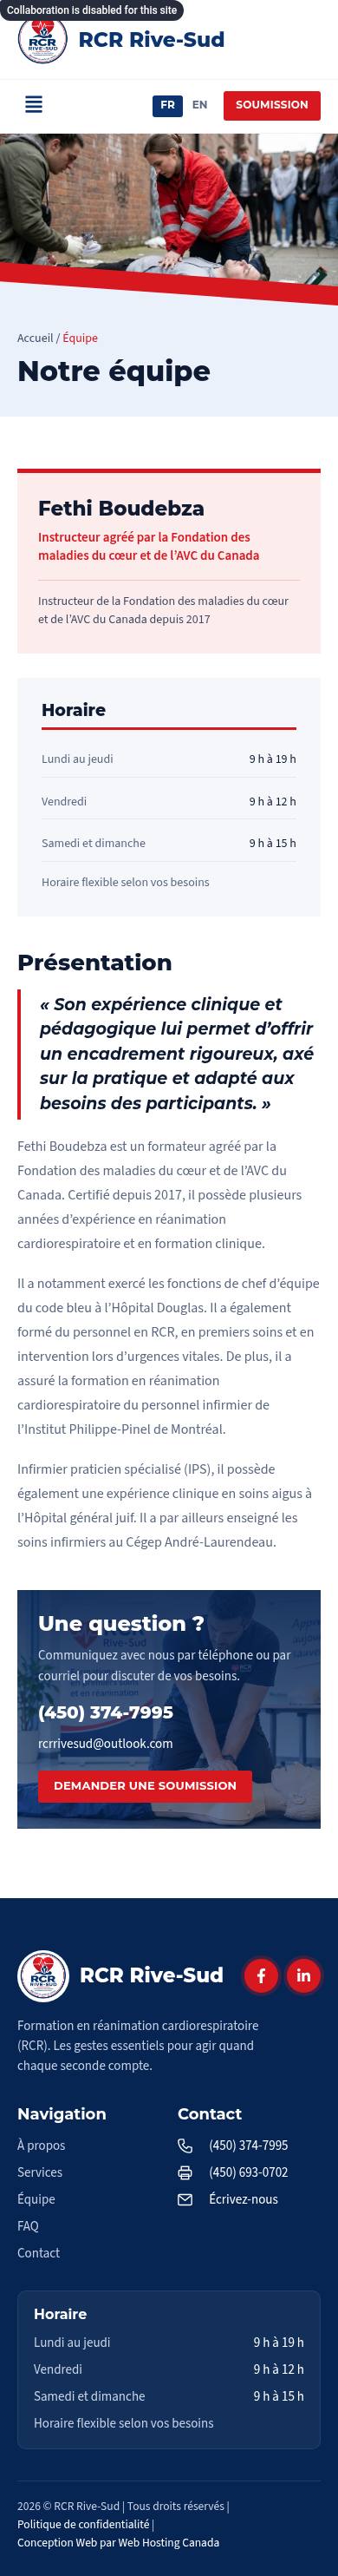 Collaboration is disabled for this site
RCR Rive-Sud
FR EN SOUMISSION
Accueil / Équipe
Notre équipe
Fethi Boudebza
Instructeur agréé par la Fondation des
maladies du cœur et de l’AVC du Canada
Instructeur de la Fondation des maladies du cœur
et de l’AVC du Canada depuis 2017
Horaire
Lundi au jeudi 9 h à 19 h
Vendredi 9 h à 12 h
Samedi et dimanche 9 h à 15 h
Horaire flexible selon vos besoins
Présentation
« Son expérience clinique et
pédagogique lui permet d’offrir
un encadrement rigoureux, axé
sur la pratique et adapté aux
besoins des participants. »
Fethi Boudebza est un formateur agréé par la
Fondation des maladies du cœur et de l’AVC du
Canada. Certifié depuis 2017, il possède plusieurs
années d’expérience en réanimation
cardiorespiratoire et en formation clinique.
Il a notamment exercé les fonctions de chef d’équipe
du code bleu à l’Hôpital Douglas. Il a également
formé du personnel en RCR, en premiers soins et en
intervention lors d’urgences vitales. De plus, il a
assuré la formation en réanimation
cardiorespiratoire du personnel infirmier de
l’Institut Philippe-Pinel de Montréal.
Infirmier praticien spécialisé (IPS), il possède
également une expérience clinique en soins aigus à
l’Hôpital général juif. Il a par ailleurs enseigné les
soins infirmiers au Cégep André-Laurendeau.
Une question ?
Communiquez avec nous par téléphone ou par
courriel pour discuter de vos besoins.
(450) 374-7995
rcrrivesud@outlook.com
DEMANDER UNE SOUMISSION
RCR
RIVE-SUD
RCR Rive-Sud
Formation en réanimation cardiorespiratoire
(RCR). Les gestes essentiels pour agir quand
chaque seconde compte.
Navigation
À propos
Services
Équipe
FAQ
Contact
Contact
(450) 374-7995
(450) 693-0702
Écrivez-nous
Horaire
Lundi au jeudi 9 h à 19 h
Vendredi 9 h à 12 h
Samedi et dimanche 9 h à 15 h
Horaire flexible selon vos besoins
2026 © RCR Rive-Sud | Tous droits réservés |
Politique de confidentialité |
Conception Web par Web Hosting Canada